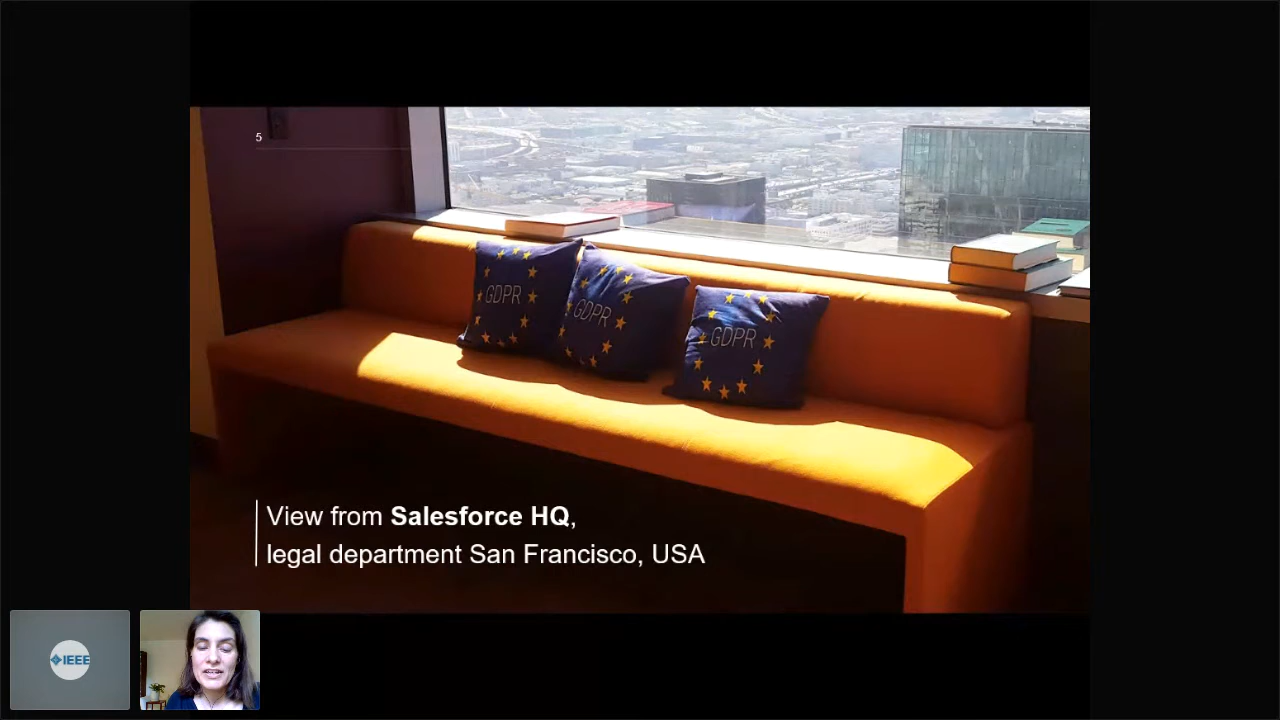 5
GDPR
GDPR
GDPR
View from Salesforce HQ,
legal department San Francisco, USA
IEEE